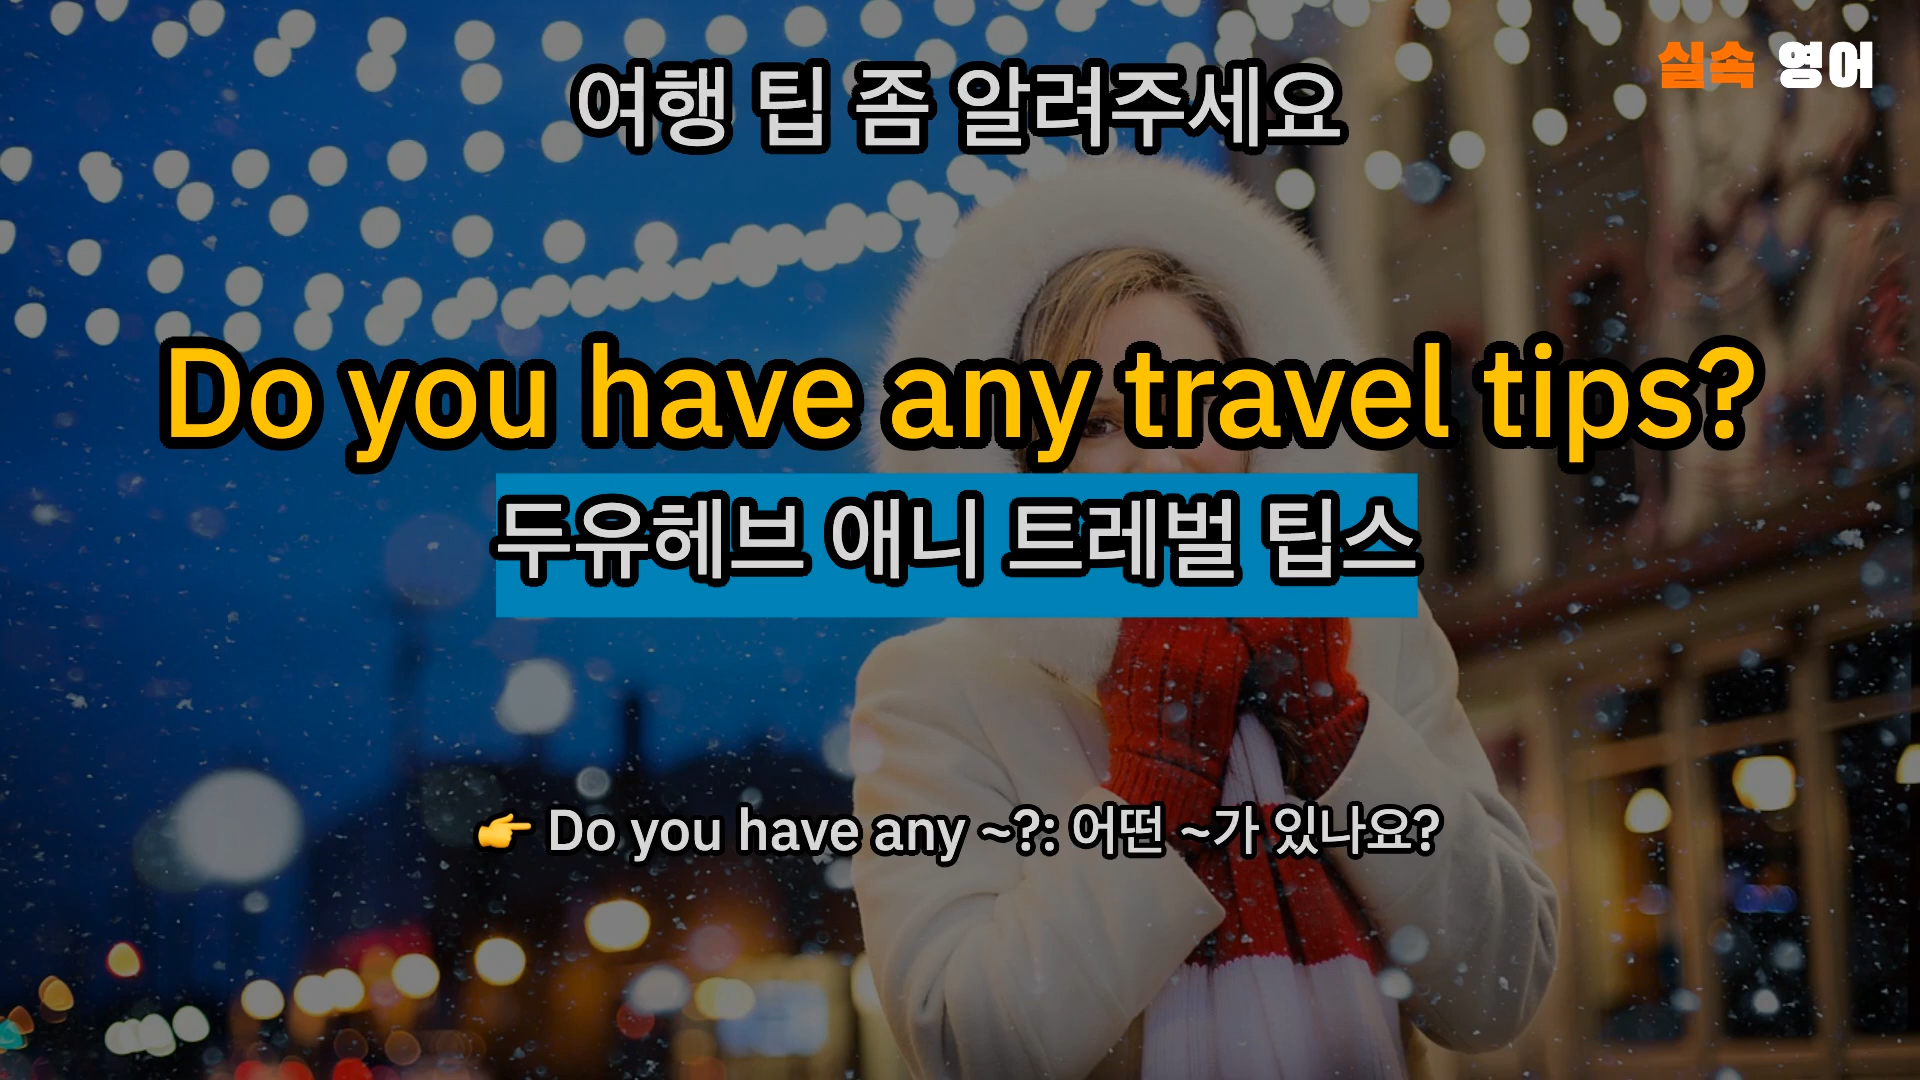 실속 영어
여행 팁 좀 알려주세요
Do you have any travel tips?
두유헤브 애니 트레벌 팁스
👉 Do you have any ~?: 어떤 ~가 있나요?